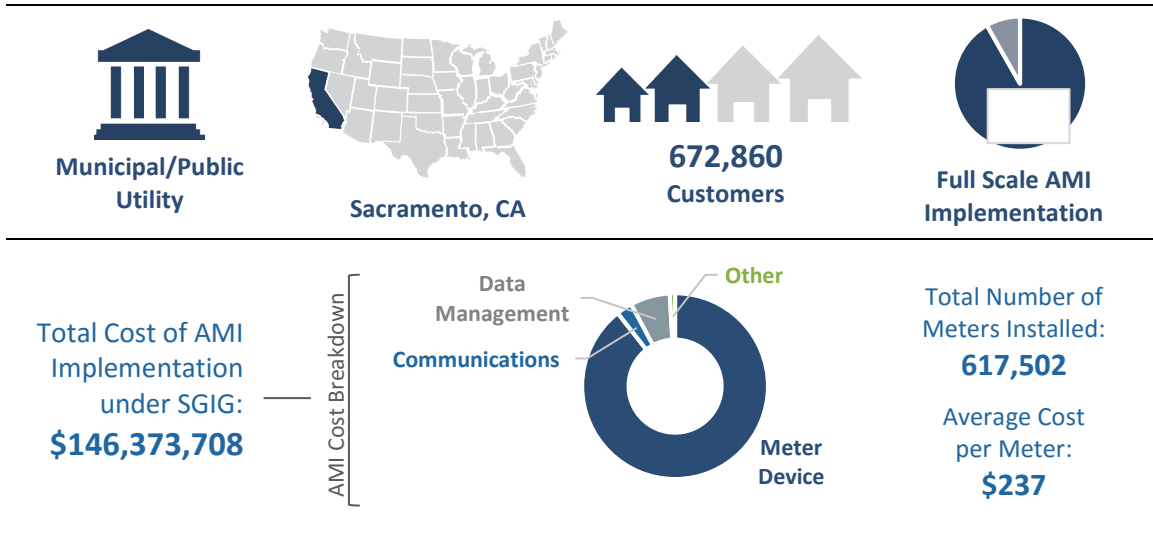 Municipal/Public
Utility
Sacramento, CA
672,860
Customers
Full Scale AMI
Implementation
Total Cost of AMI
Implementation
under SGIG:
$146,373,708
AMI Cost Breakdown
Data
Management
Communications
Other
Meter
Device
Total Number of
Meters Installed:
617,502
Average Cost
per Meter:
$237